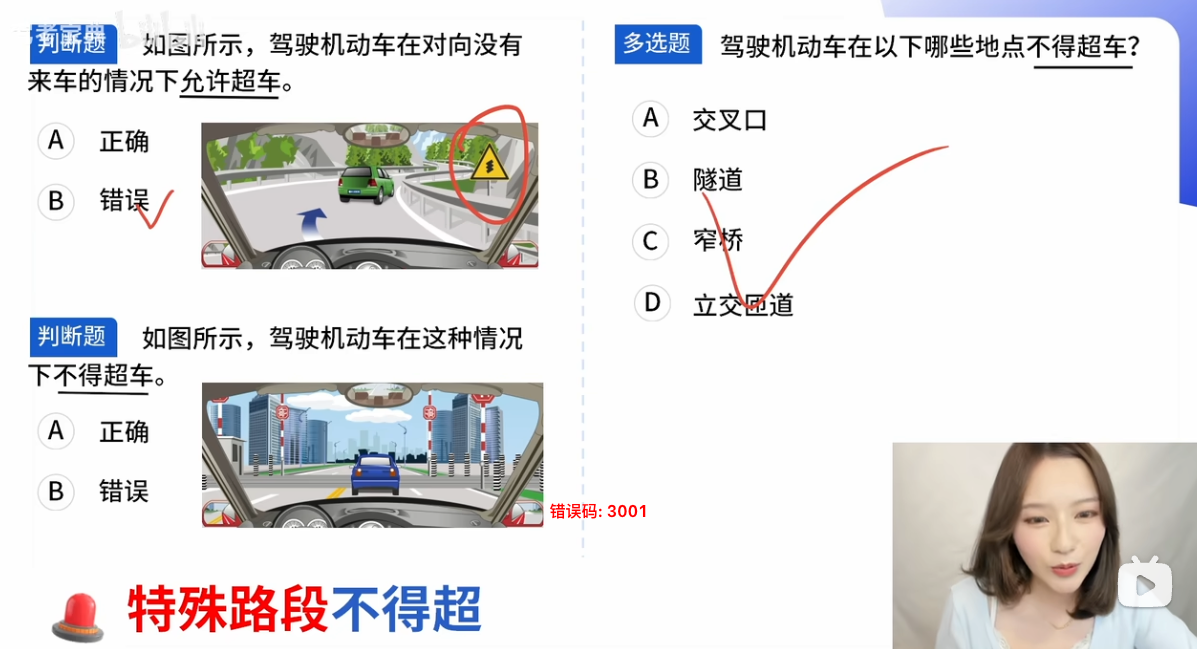 考宝典
bilibili
判断题 如图所示，驾驶机动车在对向没有
来车的情况下允许超车。
A 正确
B 错误
判断题 如图所示，驾驶机动车在这种情况
下不得超车。
A 正确
B 错误
错误码: 3001
特殊路段不得超
多选题 驾驶机动车在以下哪些地点不得超车？
A 交叉口
B 隧道
C 窄桥
D 立交匝道